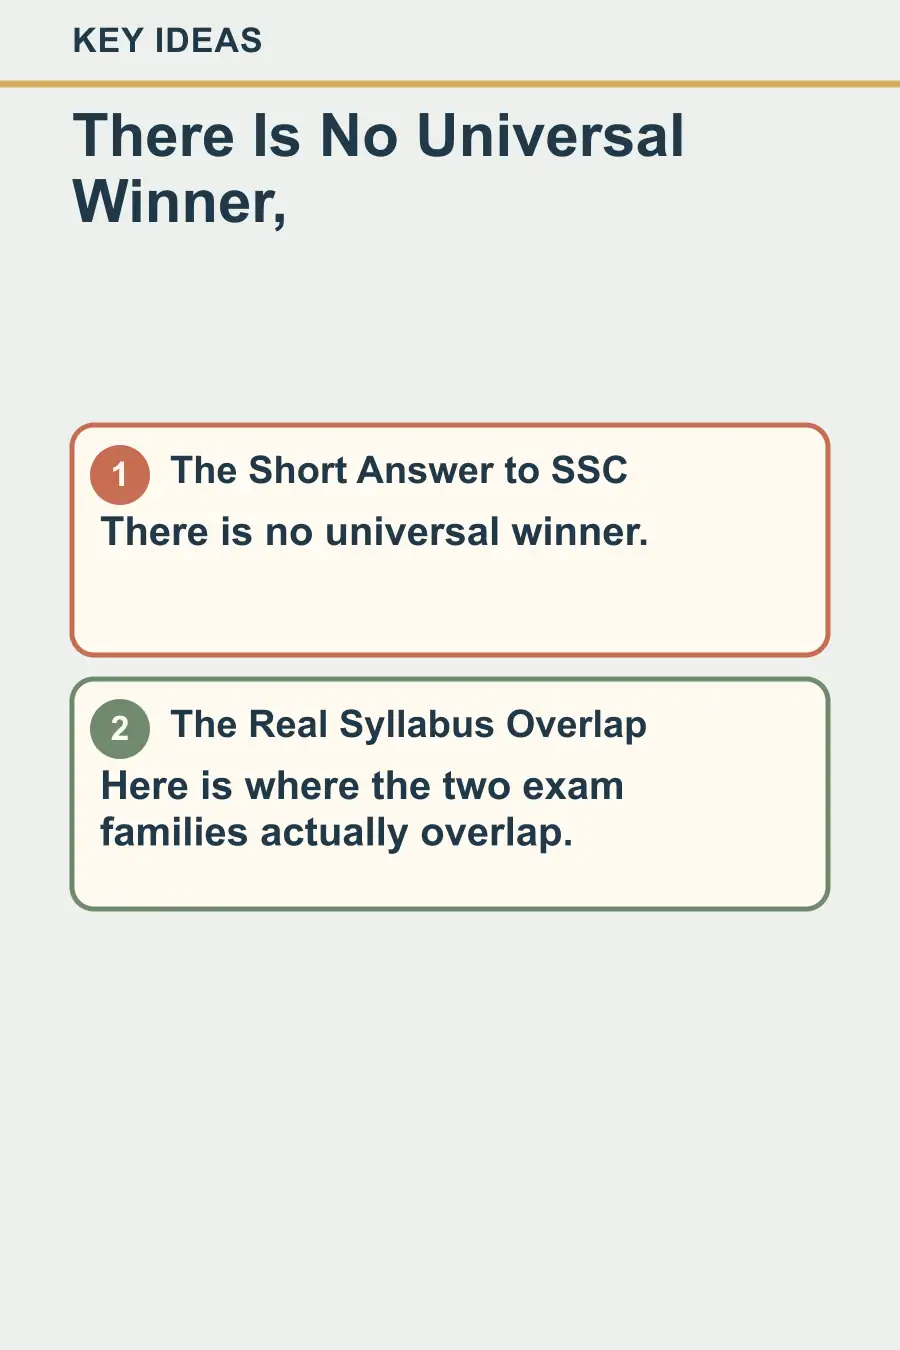 KEY IDEAS
There Is No Universal
Winner,
1 The Short Answer to SSC
There is no universal winner.
2 The Real Syllabus Overlap
Here is where the two exam
families actually overlap.